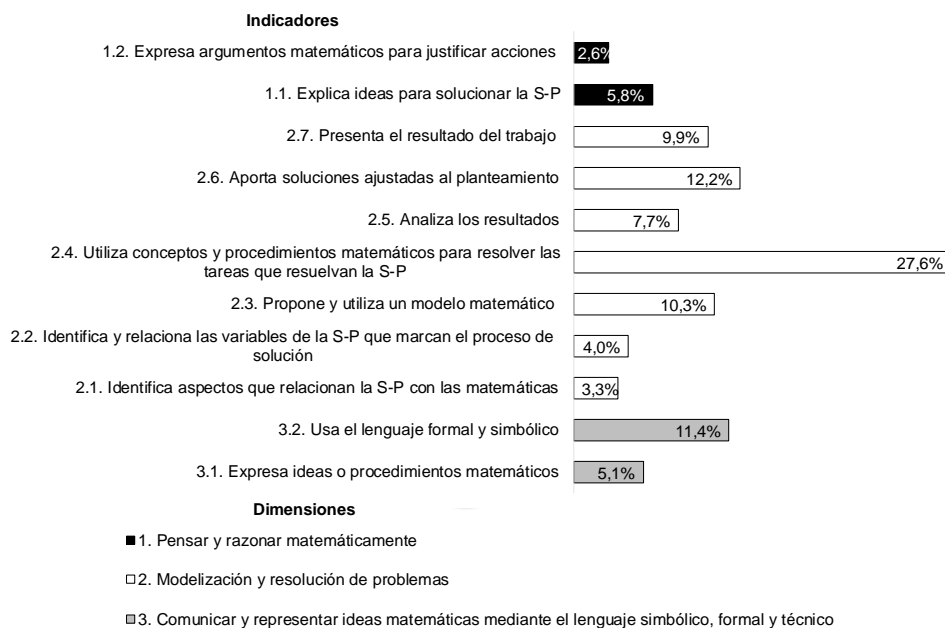 Indicadores
1.2. Expresa argumentos matemáticos para justificar acciones
2,6%
1.1. Explica ideas para solucionar la S-P
5,8%
2.7. Presenta el resultado del trabajo
9,9%
2.6. Aporta soluciones ajustadas al planteamiento
12,2%
2.5. Analiza los resultados
7,7%
2.4. Utiliza conceptos y procedimientos matemáticos para resolver las
tareas que resuelvan la S-P
27,6%
2.3. Propone y utiliza un modelo matemático
10,3%
2.2. Identifica y relaciona las variables de la S-P que marcan el proceso de
solución
4,0%
2.1. Identifica aspectos que relacionan la S-P con las matemáticas
3,3%
3.2. Usa el lenguaje formal y simbólico
11,4%
3.1. Expresa ideas o procedimientos matemáticos
5,1%
Dimensiones
1. Pensar y razonar matemáticamente
2. Modelización y resolución de problemas
3. Comunicar y representar ideas matemáticas mediante el lenguaje simbólico, formal y técnico